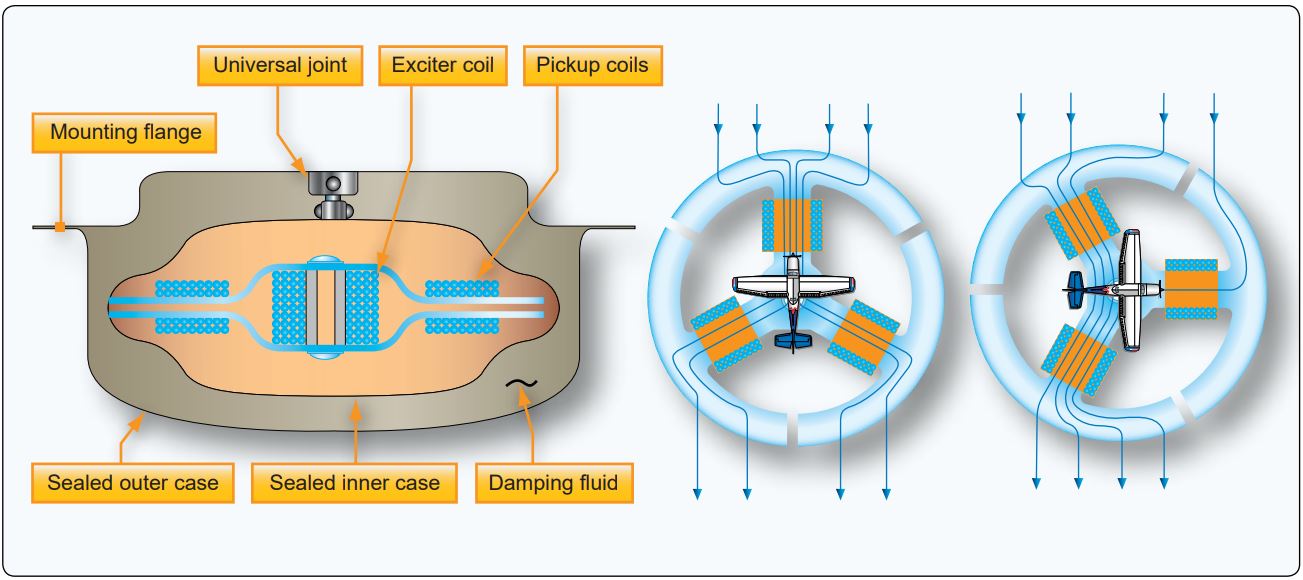 Universal joint
Exciter coil
Pickup coils
Mounting flange
Sealed outer case
Sealed inner case
Damping fluid